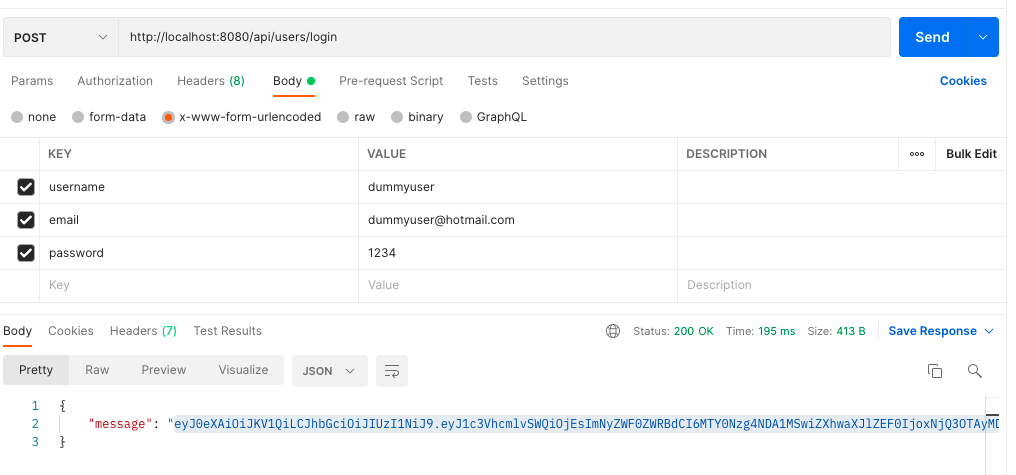 POST http://localhost:8080/api/users/login Send
Params Authorization Headers (8) Body Pre-request Script Tests Settings Cookies
none form-data x-www-form-urlencoded raw binary GraphQL
KEY VALUE DESCRIPTION ooo Bulk Edit
username dummyuser
email dummyuser@hotmail.com
password 1234
Key Value Description
Body Cookies Headers (7) Test Results Status: 200 OK Time: 195 ms Size: 413 B Save Response
Pretty Raw Preview Visualize JSON
1 {
2 "message": "eyJ0eXAiOiJKV1QiLCJhbGciOiJIUzI1NiJ9.eyJ1c3VhcmlvSWQiOjEsImNyZWF0ZWRBdCI6MTY0Nzg4NDA1MSwiZXhwaXJlZEF0IjoxNjQ3OTAyMD
3 }